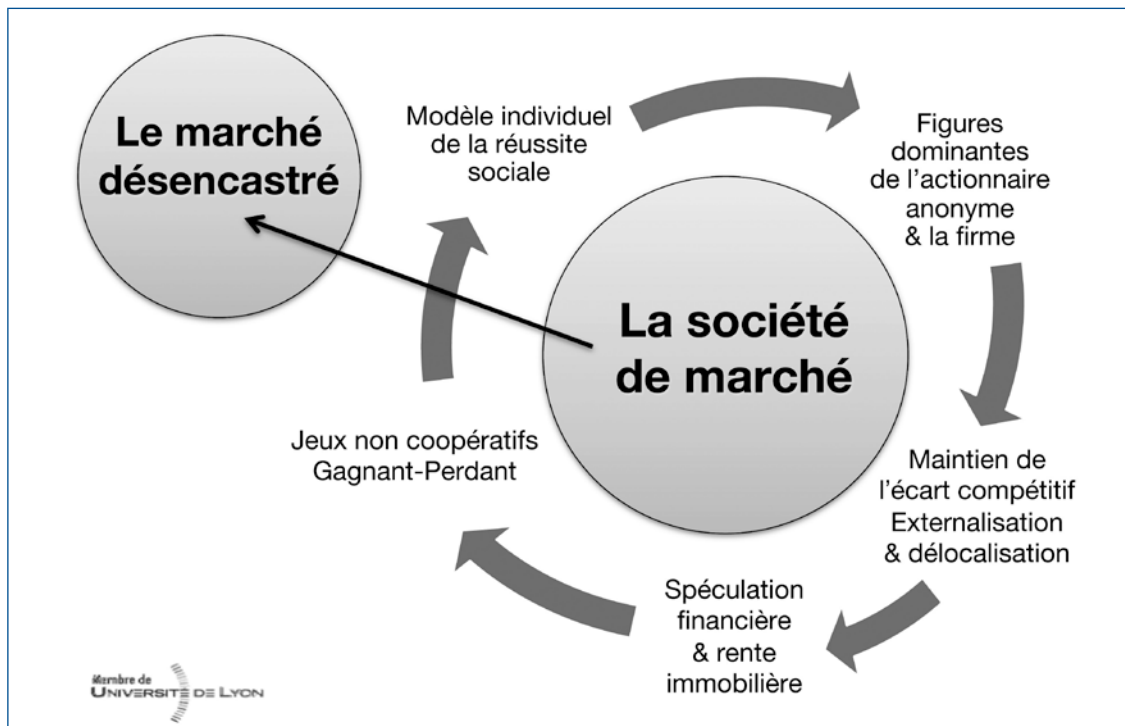 Le marché
désencastré
Modèle individuel
de la réussite
sociale
Figures
dominantes
de l'actionnaire
anonyme
& la firme
La société
de marché
Jeux non coopératifs
Gagnant-Perdant
Maintien de
l'écart compétitif
Externalisation
& délocalisation
Spéculation
financière
& rente
immobilière
Membre de
UNIVERSITÉ DE LYON